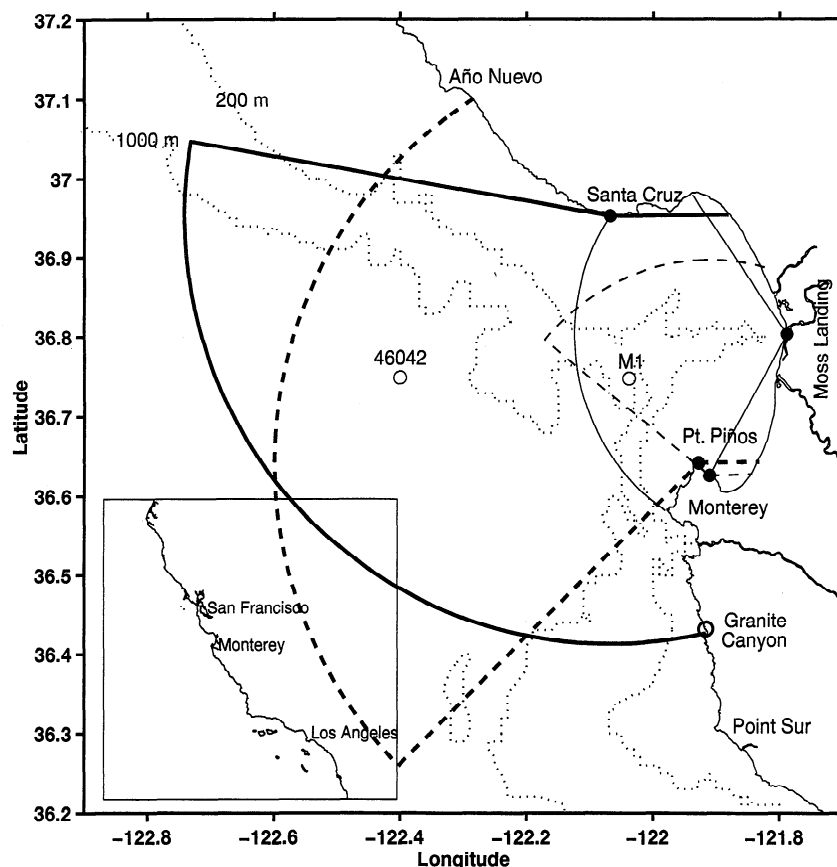 37.2
37.1
37
36.9
36.8
36.7
36.6
36.5
36.4
36.3
36.2
Latitude
Año Nuevo
200 m
1000 m
Santa Cruz
Moss Landing
46042
M1
Pt. Piños
Monterey
Granite
Canyon
Point Sur
San Francisco
Monterey
Los Angeles
−122.8
−122.6
−122.4
−122.2
−122
−121.8
Longitude